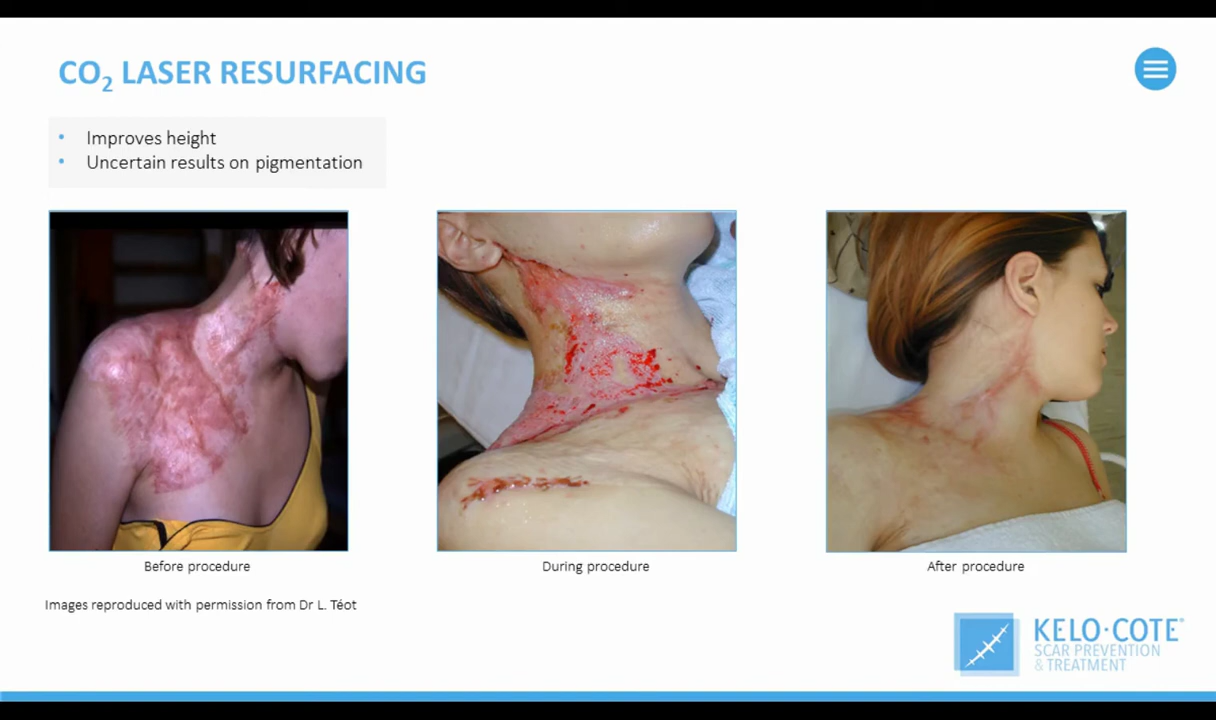 CO2 LASER RESURFACING
• Improves height
• Uncertain results on pigmentation
Before procedure
During procedure
After procedure
Images reproduced with permission from Dr L. Téot
KELO·COTE®
SCAR PREVENTION
& TREATMENT